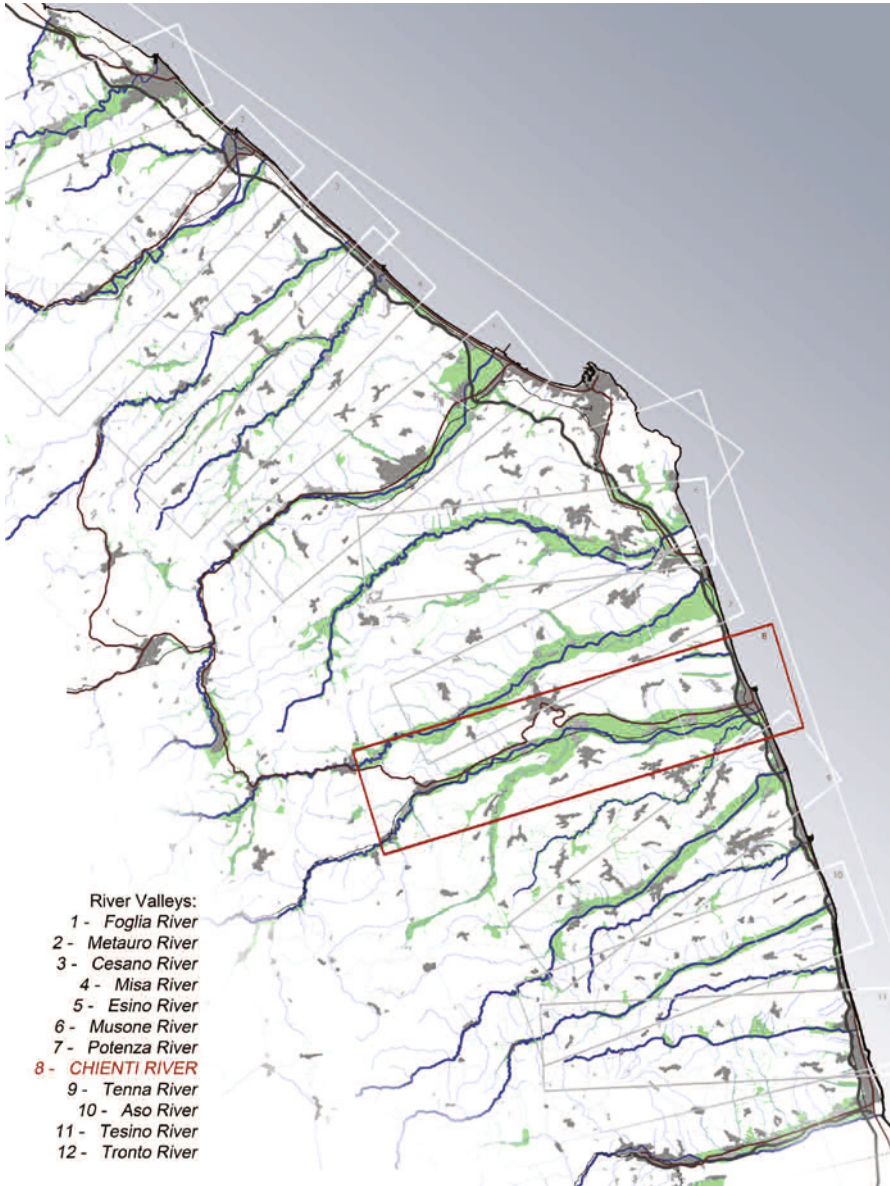 8
9
10
11
River Valleys:
1 - Foglia River
2 - Metauro River
3 - Cesano River
4 - Misa River
5 - Esino River
6 - Musone River
7 - Potenza River
8 - CHIENTI RIVER
9 - Tenna River
10 - Aso River
11 - Tesino River
12 - Tronto River